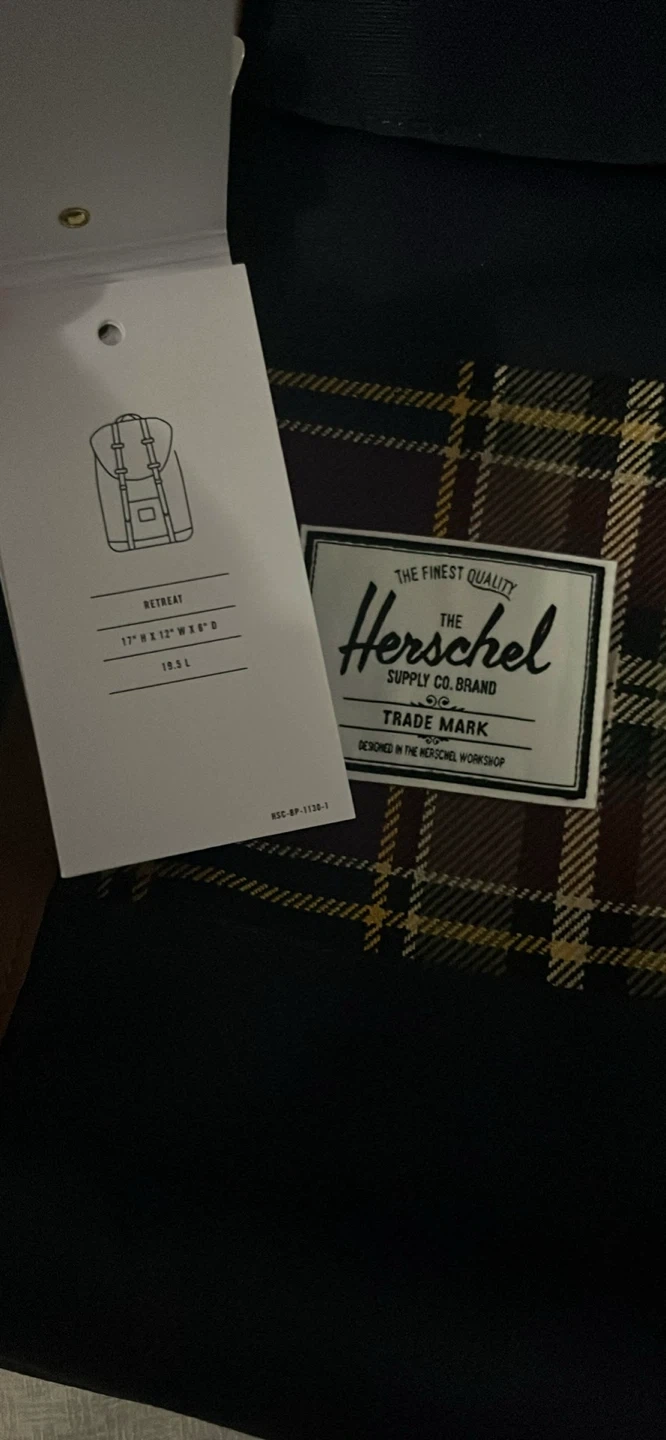 RETREAT
17" H X 12" W X 6" D
19.5 L
HSC-BP-1130-1
THE FINEST QUALITY
THE
Herschel
SUPPLY CO. BRAND
TRADE MARK
DESIGNED IN THE HERSCHEL WORKSHOP